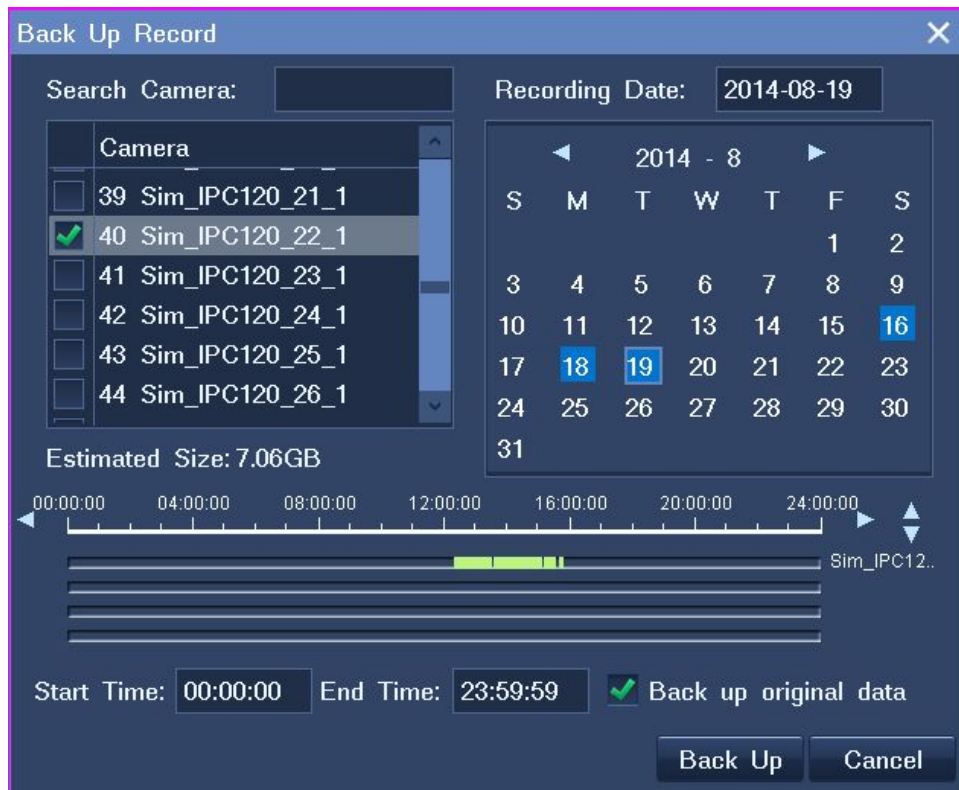 Back Up Record
Search Camera:
Recording Date: 2014-08-19
Camera
39 Sim_IPC120_21_1
40 Sim_IPC120_22_1
41 Sim_IPC120_23_1
42 Sim_IPC120_24_1
43 Sim_IPC120_25_1
44 Sim_IPC120_26_1
Estimated Size: 7.06GB
2014 - 8
S M T W T F S
1 2
3 4 5 6 7 8 9
10 11 12 13 14 15 16
17 18 19 20 21 22 23
24 25 26 27 28 29 30
31
00:00:00 04:00:00 08:00:00 12:00:00 16:00:00 20:00:00 24:00:00
Sim_IPC12..
Start Time: 00:00:00 End Time: 23:59:59 Back up original data
Back Up Cancel